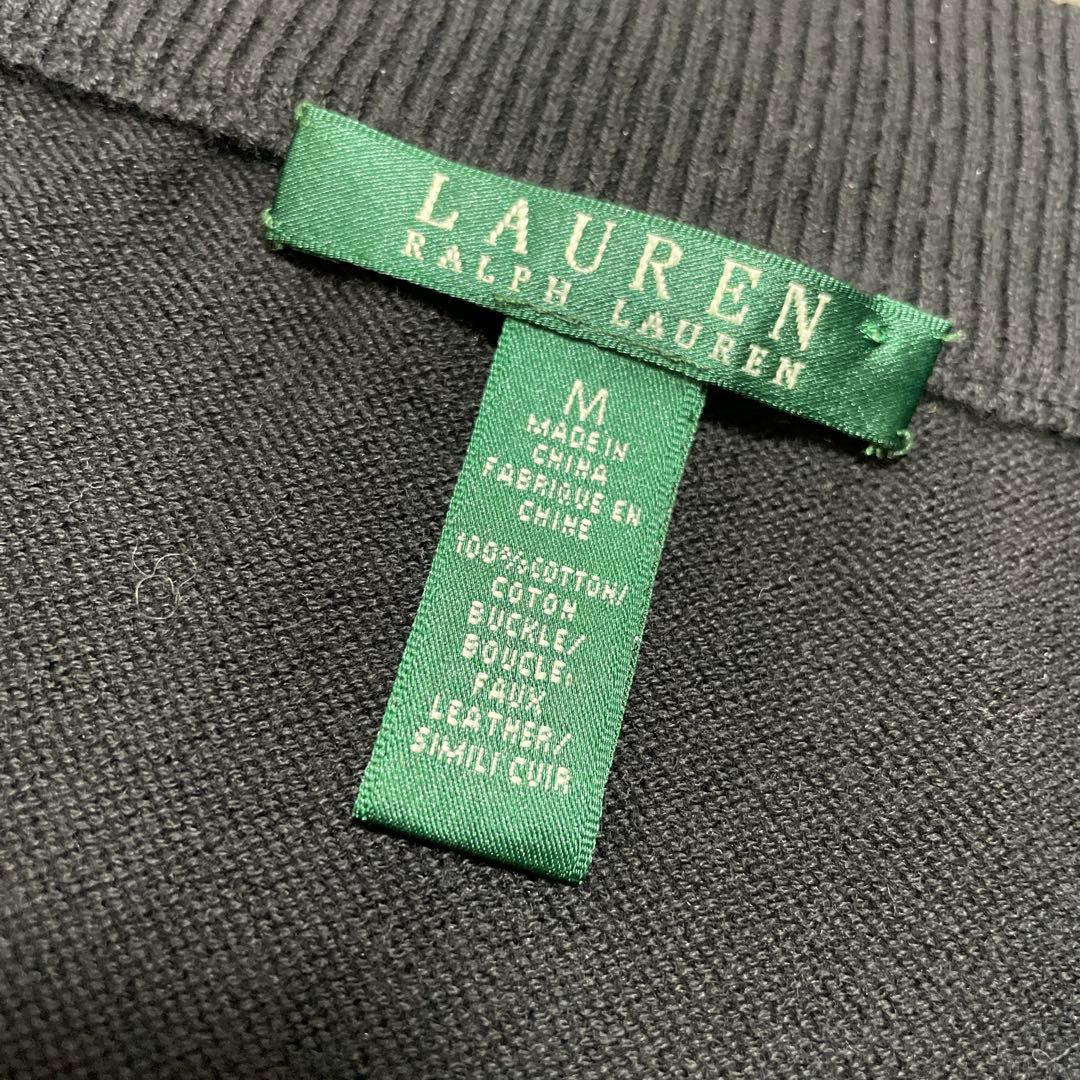 LAUREN
RALPH LAUREN
M
MADE IN
CHINA
FABRIQUE EN
CHINE
100%COTTON/
COTON
BUCKLE/
BOUCLE,
FAUX
LEATHER/
SIMILI CUIR